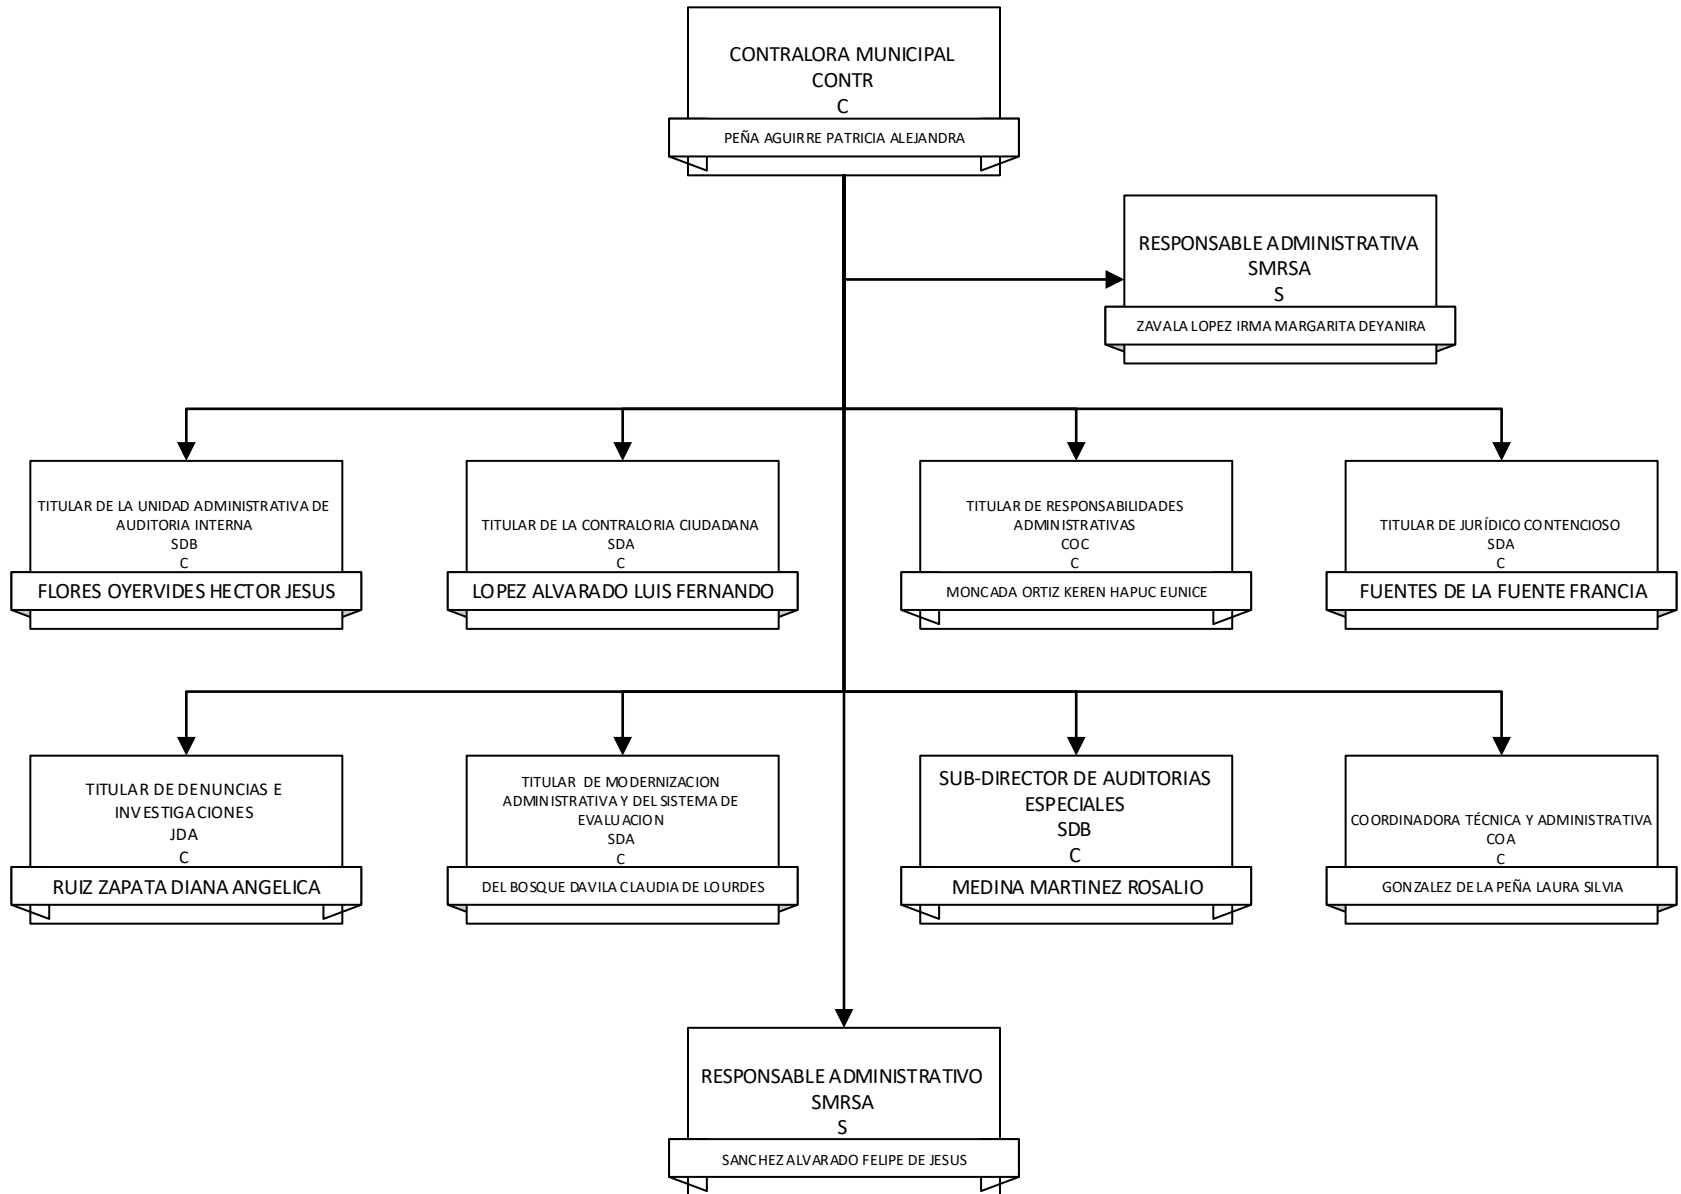 CONTRALORA MUNICIPAL
CONTR
C
PEÑA AGUIRRE PATRICIA ALEJANDRA
RESPONSABLE ADMINISTRATIVA
SMRSA
S
ZAVALA LOPEZ IRMA MARGARITA DEYANIRA
TITULAR DE LA UNIDAD ADMINISTRATIVA DE
AUDITORIA INTERNA
SDB
C
FLORES OYERVIDES HECTOR JESUS
TITULAR DE LA CONTRALORIA CIUDADANA
SDA
C
LOPEZ ALVARADO LUIS FERNANDO
TITULAR DE RESPONSABILIDADES
ADMINISTRATIVAS
COC
C
MONCADA ORTIZ KEREN HAPUC EUNICE
TITULAR DE JURÍDICO CONTENCIOSO
SDA
C
FUENTES DE LA FUENTE FRANCIA
TITULAR DE DENUNCIAS E
INVESTIGACIONES
JDA
C
RUIZ ZAPATA DIANA ANGELICA
TITULAR DE MODERNIZACION
ADMINISTRATIVA Y DEL SISTEMA DE
EVALUACION
SDA
C
DEL BOSQUE DAVILA CLAUDIA DE LOURDES
SUB-DIRECTOR DE AUDITORIAS
ESPECIALES
SDB
C
MEDINA MARTINEZ ROSALIO
COORDINADORA TÉCNICA Y ADMINISTRATIVA
COA
C
GONZALEZ DE LA PEÑA LAURA SILVIA
RESPONSABLE ADMINISTRATIVO
SMRSA
S
SANCHEZ ALVARADO FELIPE DE JESUS